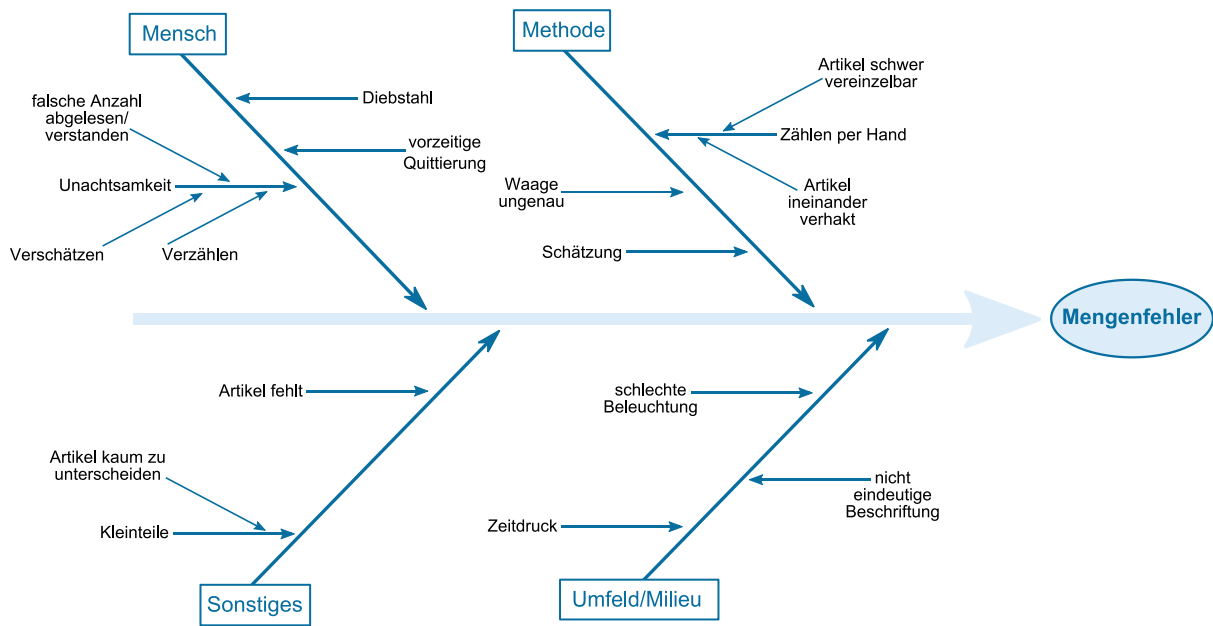 Mensch
Methode
Diebstahl
falsche Anzahl
abgelesen/
verstanden
vorzeitige
Quittierung
Unachtsamkeit
Verschätzen
Verzählen
Artikel schwer
vereinzelbar
Zählen per Hand
Waage
ungenau
Artikel
ineinander
verhakt
Schätzung
Mengenfehler
Artikel fehlt
Artikel kaum zu
unterscheiden
Kleinteile
Sonstiges
schlechte
Beleuchtung
nicht
eindeutige
Beschriftung
Zeitdruck
Umfeld/Milieu